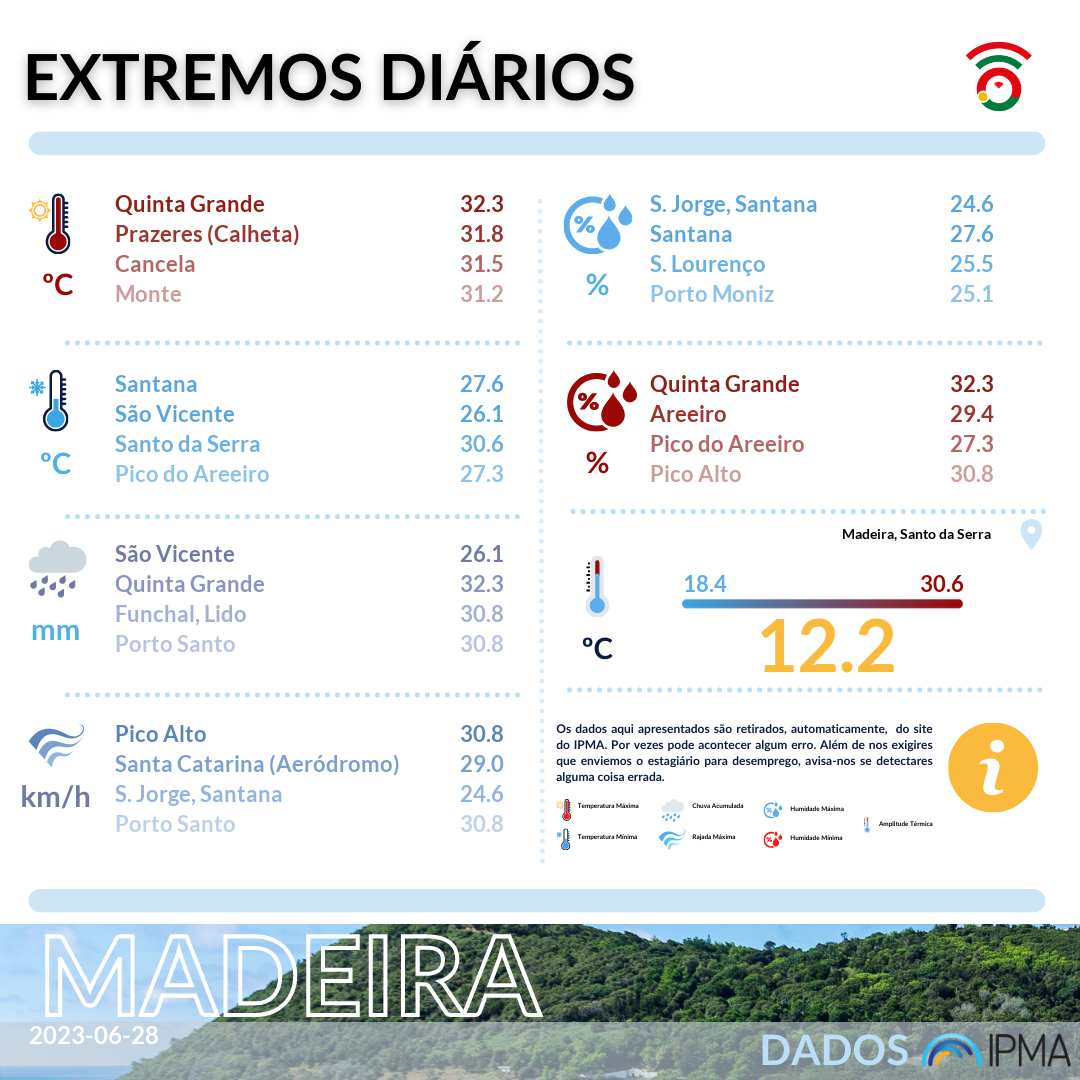 EXTREMOS DIÁRIOS
Quinta Grande 32.3
Prazeres (Calheta) 31.8
Cancela 31.5
Monte 31.2
ºC
Santana 27.6
São Vicente 26.1
Santo da Serra 30.6
Pico do Areeiro 27.3
ºC
São Vicente 26.1
Quinta Grande 32.3
Funchal, Lido 30.8
Porto Santo 30.8
mm
Pico Alto 30.8
Santa Catarina (Aeródromo) 29.0
S. Jorge, Santana 24.6
Porto Santo 30.8
km/h
%
S. Jorge, Santana 24.6
Santana 27.6
S. Lourenço 25.5
Porto Moniz 25.1
%
%
Quinta Grande 32.3
Areeiro 29.4
Pico do Areeiro 27.3
Pico Alto 30.8
%
Madeira, Santo da Serra
18.4 30.6
12.2
ºC
Os dados aqui apresentados são retirados, automaticamente, do site
do IPMA. Por vezes pode acontecer algum erro. Além de nos exigires
que enviemos o estagiário para desemprego, avisa-nos se detectares
alguma coisa errada.
i
Temperatura Máxima Chuva Acumulada Humidade Máxima
Amplitude Térmica
Temperatura Mínima Rajada Máxima Humidade Mínima
MADEIRA
2023-06-28
DADOS IPMA